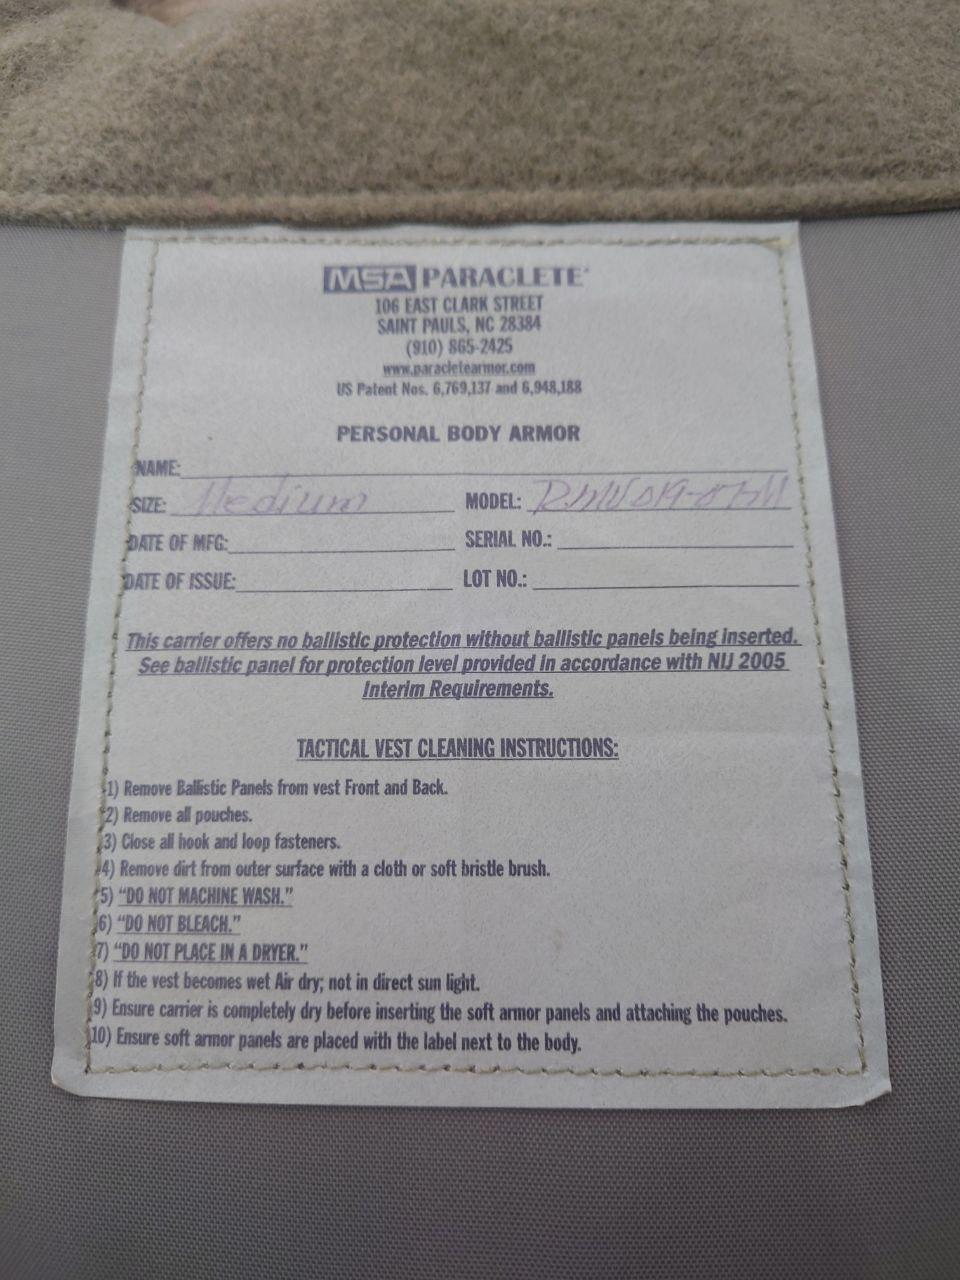 MSA PARACLETE
106 EAST CLARK STREET
SAINT PAULS, NC 28384
(910) 865-2425
www.paracletearmor.com
US Patent Nos. 6,769,137 and 6,948,188
PERSONAL BODY ARMOR
NAME:
SIZE: Medium MODEL:
DATE OF MFG: SERIAL NO.:
DATE OF ISSUE: LOT NO.:
This carrier offers no ballistic protection without ballistic panels being inserted.
See ballistic panel for protection level provided in accordance with NIJ 2005
Interim Requirements.
TACTICAL VEST CLEANING INSTRUCTIONS:
1) Remove Ballistic Panels from vest Front and Back.
2) Remove all pouches.
3) Close all hook and loop fasteners.
4) Remove dirt from outer surface with a cloth or soft bristle brush.
5) "DO NOT MACHINE WASH."
6) "DO NOT BLEACH."
7) "DO NOT PLACE IN A DRYER."
8) If the vest becomes wet Air dry; not in direct sun light.
9) Ensure carrier is completely dry before inserting the soft armor panels and attaching the pouches.
10) Ensure soft armor panels are placed with the label next to the body.